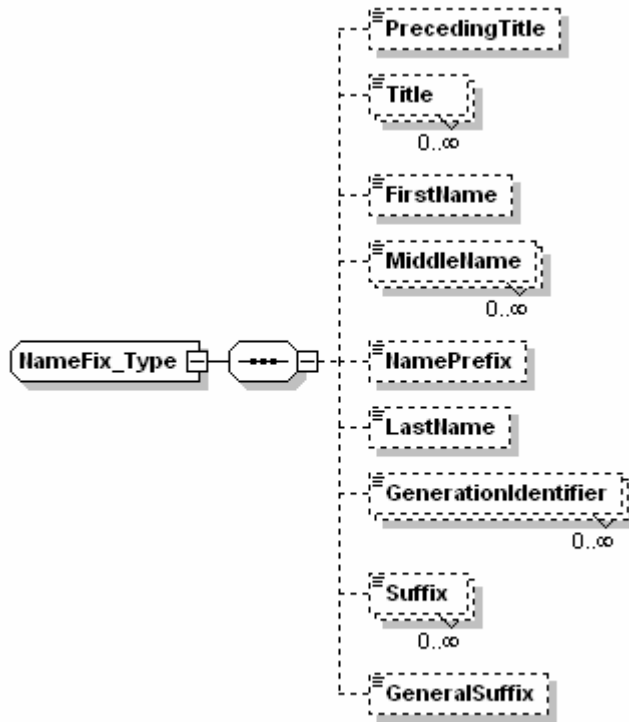 PrecedingTitle
Title
0..∞
FirstName
MiddleName
0..∞
NameFix_Type
NamePrefix
LastName
GenerationIdentifier
0..∞
Suffix
0..∞
GeneralSuffix